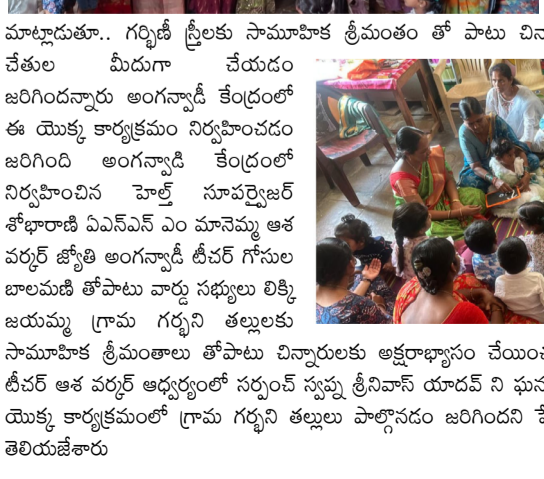 మాట్లాడుతూ.. గర్భిణీ స్త్రీలకు సామూహిక శ్రీమంతం తో పాటు
చేతుల మీదుగా చేయడం
జరిగిందన్నారు అంగన్వాడీ కేంద్రంలో
ఈ యొక్క కార్యక్రమం నిర్వహించడం
జరిగింది అంగన్వాడి కేంద్రంలో
నిర్వహించిన హెల్త్ సూపర్వైజర్
శోభారాణి ఏఎన్ఎన్ ఎం మానెమ్మ ఆశ
వర్కర్ జ్యోతి అంగన్వాడీ టీచర్ గోసుల
బాలమణి తోపాటు వార్డు సభ్యులు లిక్కి
జయమ్మ గ్రామ గర్భని తల్లులకు
సామూహిక శ్రీమంతాలు తోపాటు చిన్నారులకు అక్షరాభ్యాసం
టీచర్ ఆశ వర్కర్ ఆధ్వర్యంలో సర్పంచ్ స్వప్న శ్రీనివాస్ యాదవ్ ని
యొక్క కార్యక్రమంలో గ్రామ గర్భని తల్లులు పాల్గొనడం జరిగిందని
తెలియజేశారు